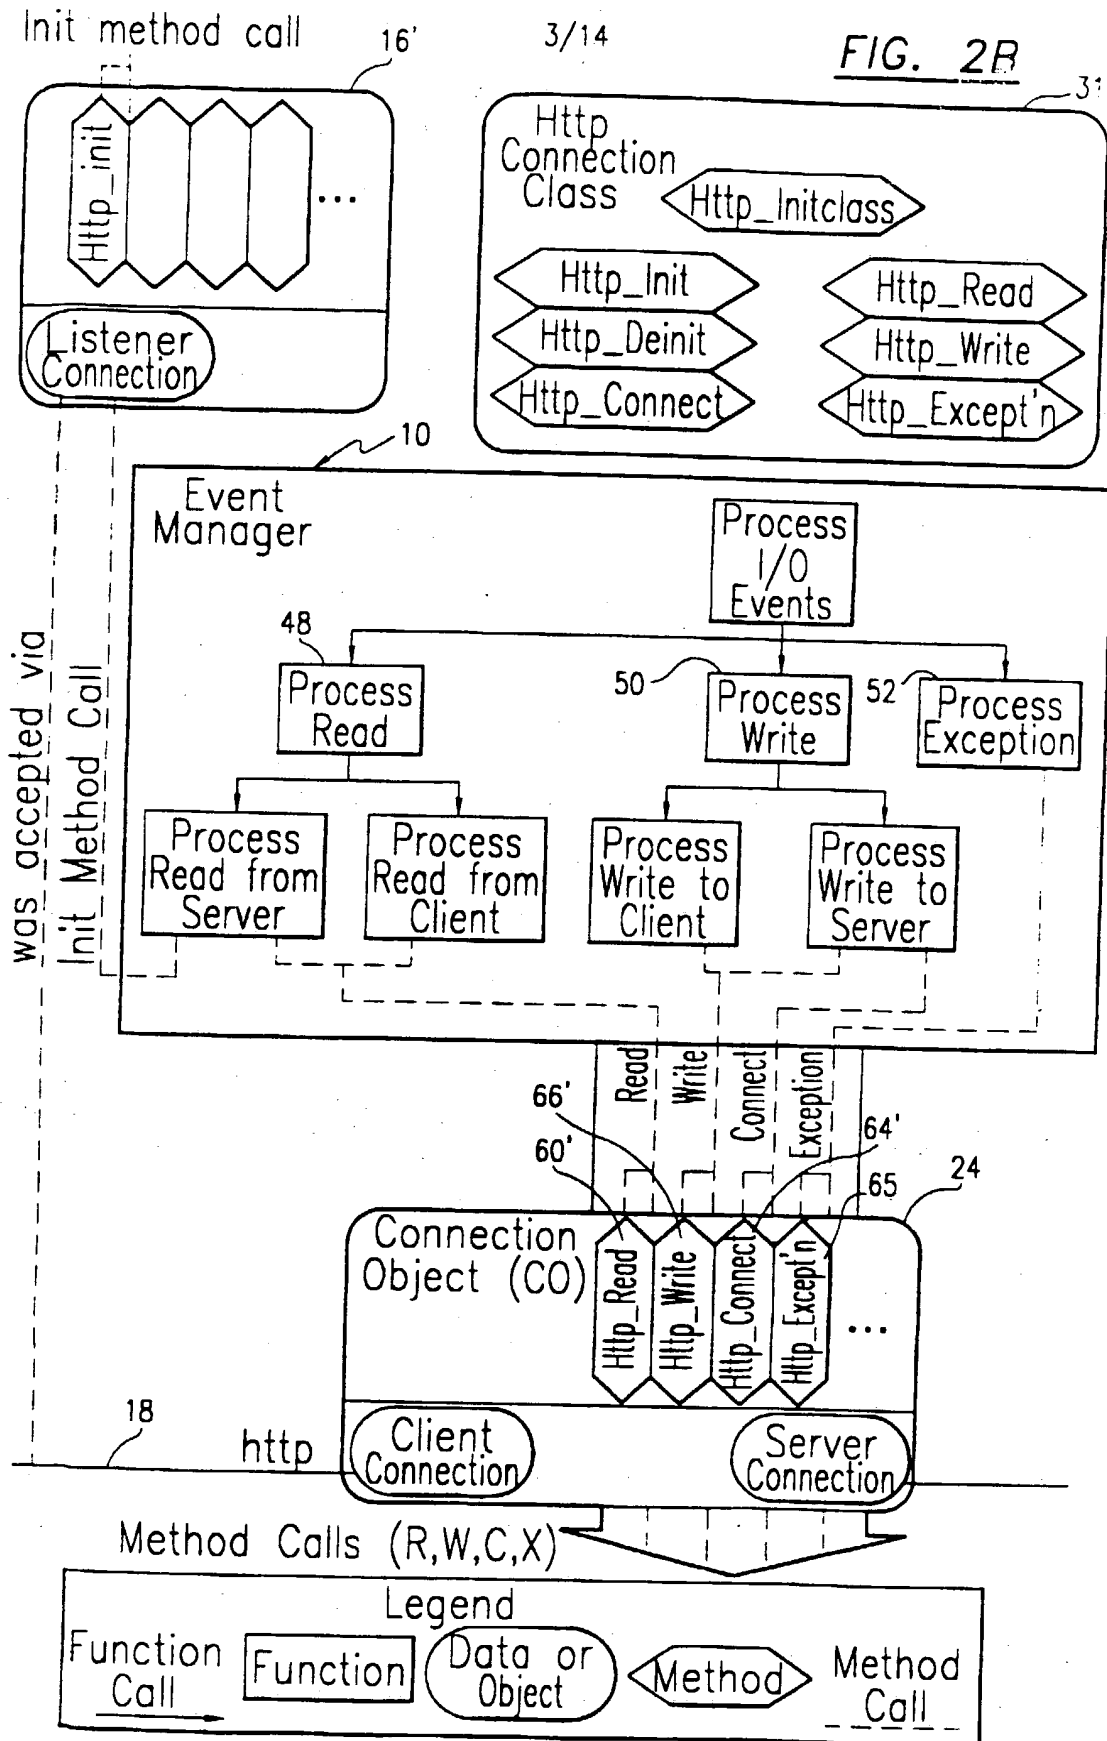 Init method call
16'
3/14
FIG. 2B
31
Http_init
...
Listener
Connection
Http
Connection
Class
Http_Initclass
Http_Init
Http_Deinit
Http_Connect
Http_Read
Http_Write
Http_Except'n
10
Event
Manager
Process
I/O
Events
48
Process
Read
50
Process
Write
52
Process
Exception
Process
Read from
Server
Process
Read from
Client
Process
Write to
Client
Process
Write to
Server
was accepted via
Init Method Call
Read
Write
Connect
Exception
66'
60'
64'
65
24
Connection
Object (CO)
Http_Read
Http_Write
Http_Connect
Http_Except'n
...
18
http
Client
Connection
Server
Connection
Method Calls (R,W,C,X)
Legend
Function
Call
Function
Data or
Object
Method
Method
Call